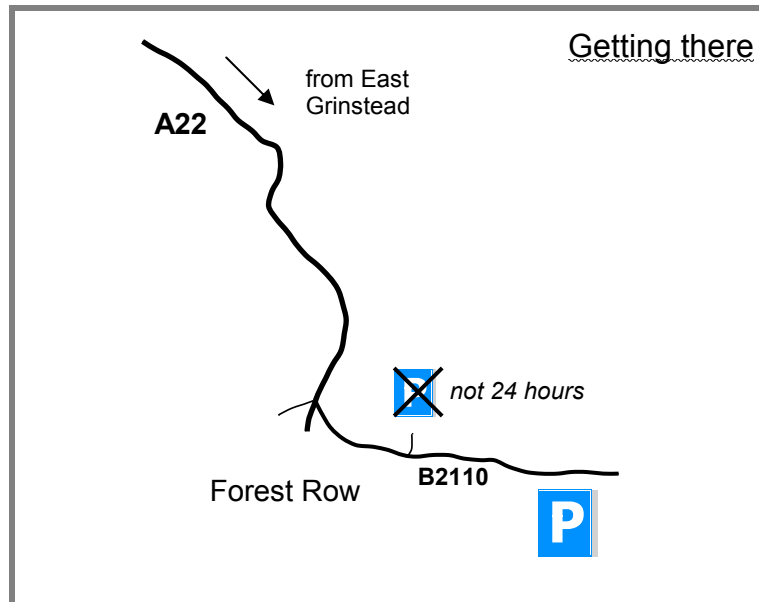 Getting there
from East
Grinstead
A22
P
not 24 hours
B2110
Forest Row
P